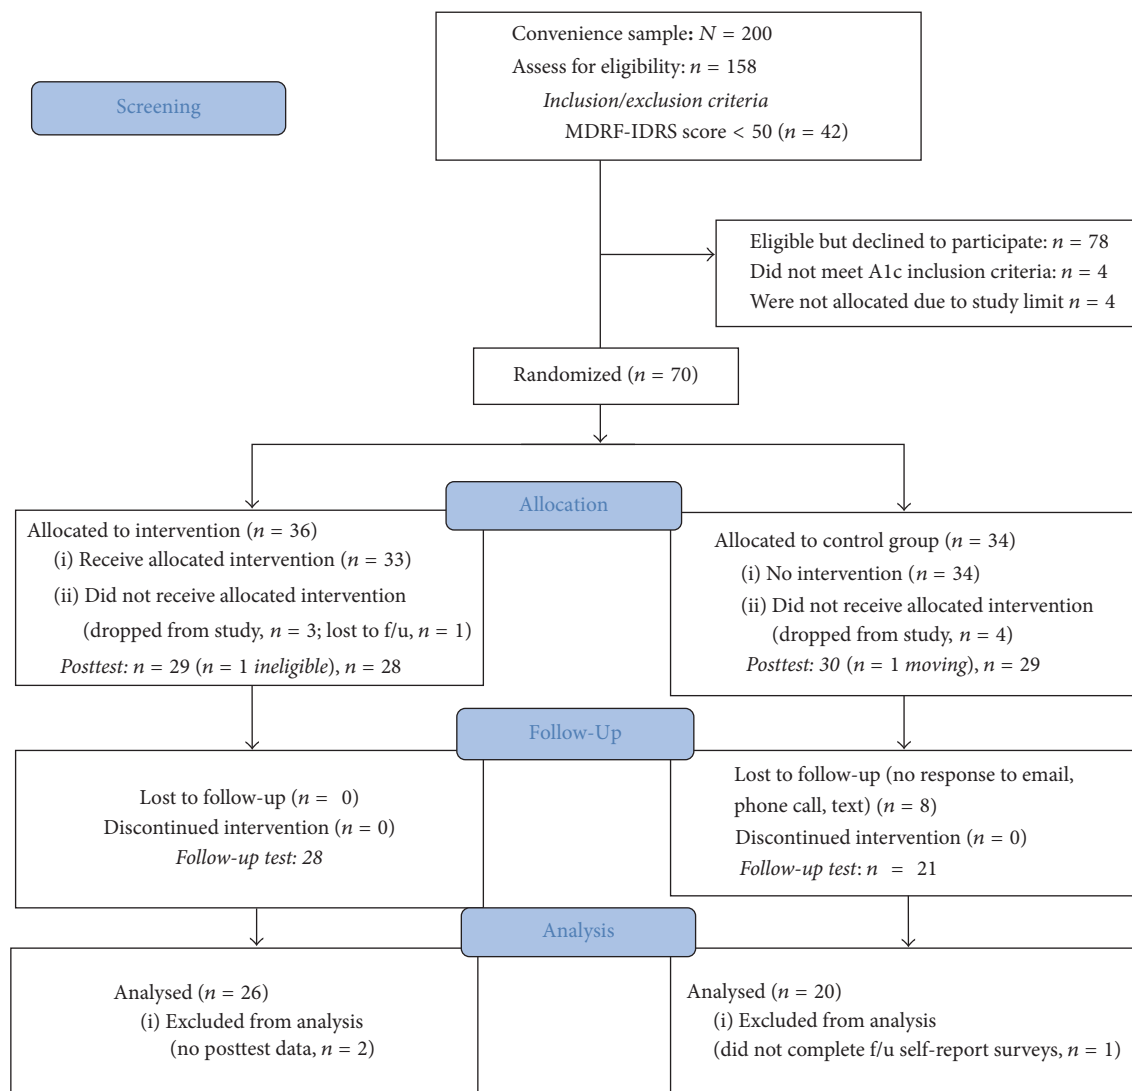 Screening
Convenience sample: N = 200
Assess for eligibility: n = 158
Inclusion/exclusion criteria
MDRF-IDRS score < 50 (n = 42)
Eligible but declined to participate: n = 78
Did not meet A1c inclusion criteria: n = 4
Were not allocated due to study limit n = 4
Randomized (n = 70)
Allocation
Allocated to intervention (n = 36)
(i) Receive allocated intervention (n = 33)
(ii) Did not receive allocated intervention
(dropped from study, n = 3; lost to f/u, n = 1)
Posttest: n = 29 (n = 1 ineligible), n = 28
Allocated to control group (n = 34)
(i) No intervention (n = 34)
(ii) Did not receive allocated intervention
(dropped from study, n = 4)
Posttest: 30 (n = 1 moving), n = 29
Follow-Up
Lost to follow-up (n = 0)
Discontinued intervention (n = 0)
Follow-up test: 28
Lost to follow-up (no response to email,
phone call, text) (n = 8)
Discontinued intervention (n = 0)
Follow-up test: n = 21
Analysis
Analysed (n = 26)
(i) Excluded from analysis
(no posttest data, n = 2)
Analysed (n = 20)
(i) Excluded from analysis
(did not complete f/u self-report surveys, n = 1)